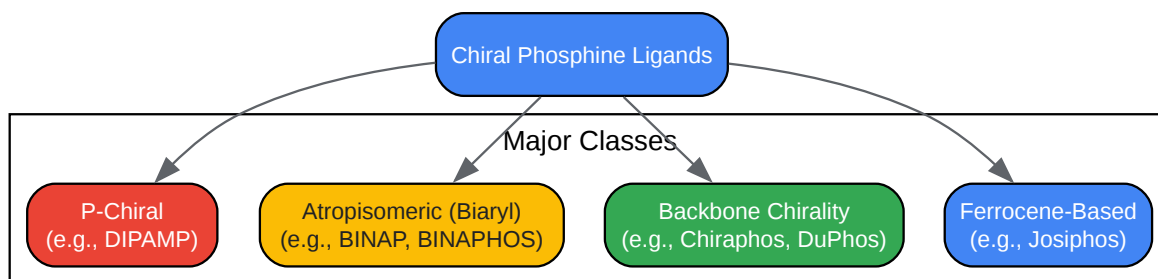 Chiral Phosphine Ligands
Major Classes
P-Chiral
(e.g., DIPAMP)
Atropisomeric (Biaryl)
(e.g., BINAP, BINAPHOS)
Backbone Chirality
(e.g., Chiraphos, DuPhos)
Ferrocene-Based
(e.g., Josiphos)